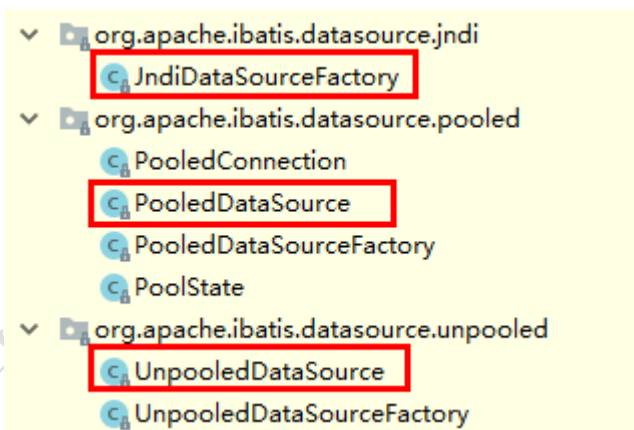 org.apache.ibatis.datasource.jndi
JndiDataSourceFactory
org.apache.ibatis.datasource.pooled
PooledConnection
PooledDataSource
PooledDataSourceFactory
PoolState
org.apache.ibatis.datasource.unpooled
UnpooledDataSource
UnpooledDataSourceFactory